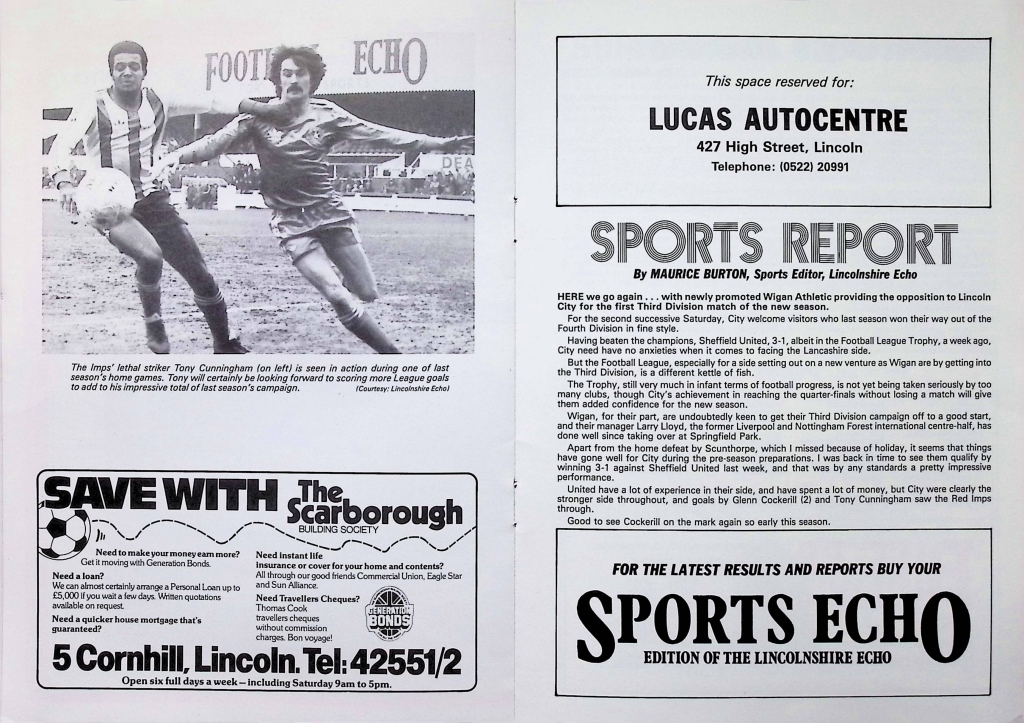 FOOTB ECHO
DEA
The Imps' lethal striker Tony Cunningham (on left) is seen in action during one of last
season's home games. Tony will certainly be looking forward to scoring more League goals
to add to his impressive total of last season's campaign. (Courtesy: Lincolnshire Echo)
SAVE WITH The
Scarborough
BUILDING SOCIETY
Need to make your money earn more?
Get it moving with Generation Bonds.
Need a loan?
We can almost certainly arrange a Personal Loan up to
£5,000 if you wait a few days. Written quotations
available on request.
Need a quicker house mortgage that's
guaranteed?
Need instant life
insurance or cover for your home and contents?
All through our good friends Commercial Union, Eagle Star
and Sun Alliance.
Need Travellers Cheques?
Thomas Cook
travellers cheques
without commission
charges. Bon voyage!
GENERATION
BONDS
5 Cornhill, Lincoln. Tel: 42551/2
Open six full days a week – including Saturday 9am to 5pm.
This space reserved for:
LUCAS AUTOCENTRE
427 High Street, Lincoln
Telephone: (0522) 20991
SPORTS REPORT
By MAURICE BURTON, Sports Editor, Lincolnshire Echo
HERE we go again . . . with newly promoted Wigan Athletic providing the opposition to Lincoln
City for the first Third Division match of the new season.
For the second successive Saturday, City welcome visitors who last season won their way out of the
Fourth Division in fine style.
Having beaten the champions, Sheffield United, 3-1, albeit in the Football League Trophy, a week ago,
City need have no anxieties when it comes to facing the Lancashire side.
But the Football League, especially for a side setting out on a new venture as Wigan are by getting into
the Third Division, is a different kettle of fish.
The Trophy, still very much in infant terms of football progress, is not yet being taken seriously by too
many clubs, though City's achievement in reaching the quarter-finals without losing a match will give
them added confidence for the new season.
Wigan, for their part, are undoubtedly keen to get their Third Division campaign off to a good start,
and their manager Larry Lloyd, the former Liverpool and Nottingham Forest international centre-half, has
done well since taking over at Springfield Park.
Apart from the home defeat by Scunthorpe, which I missed because of holiday, it seems that things
have gone well for City during the pre-season preparations. I was back in time to see them qualify by
winning 3-1 against Sheffield United last week, and that was by any standards a pretty impressive
performance.
United have a lot of experience in their side, and have spent a lot of money, but City were clearly the
stronger side throughout, and goals by Glenn Cockerill (2) and Tony Cunningham saw the Red Imps
through.
Good to see Cockerill on the mark again so early this season.
FOR THE LATEST RESULTS AND REPORTS BUY YOUR
SPORTS ECHO
EDITION OF THE LINCOLNSHIRE ECHO